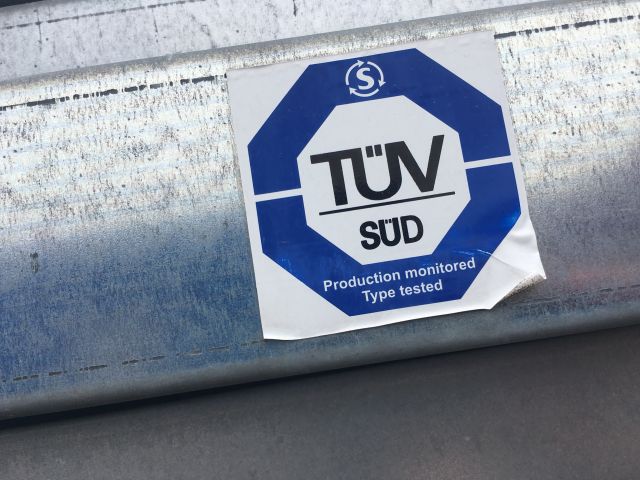 S
TÜV
SÜD
Production monitored
Type tested